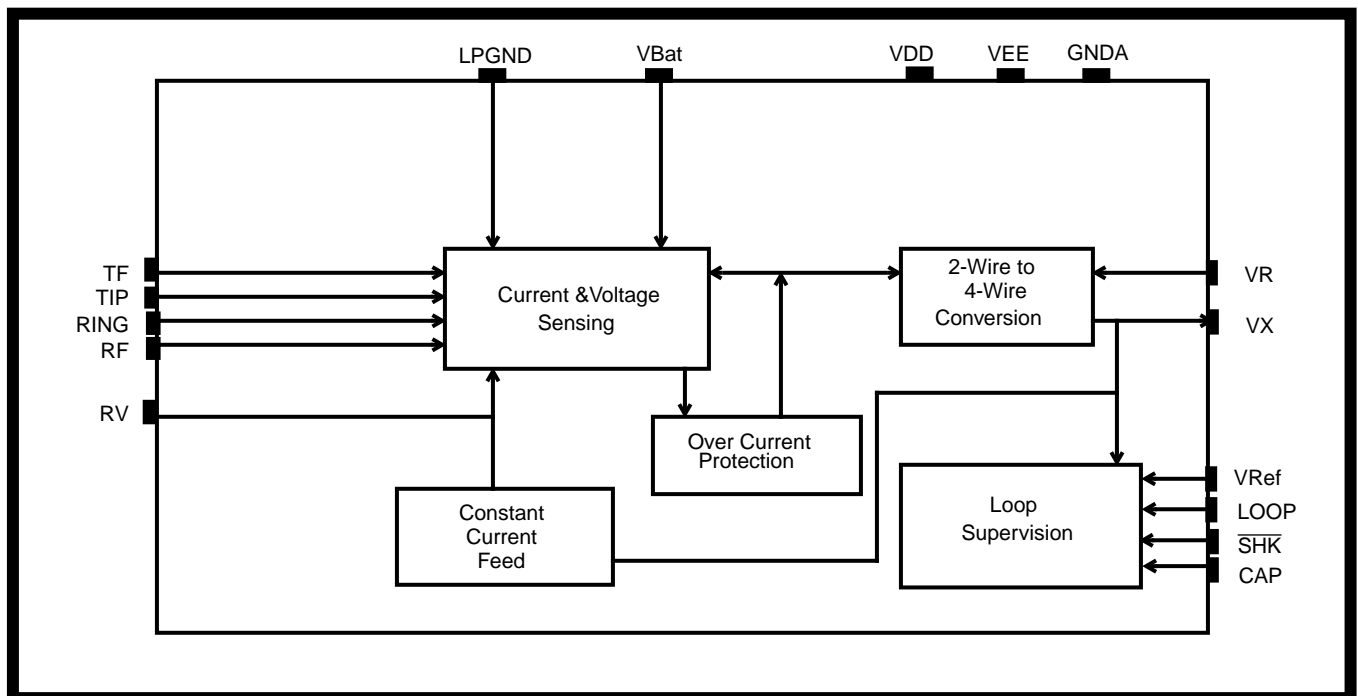 LPGND
VBat
VDD
VEE
GNDA
TF
TIP
RING
RF
RV
Current &Voltage
Sensing
2-Wire to
4-Wire
Conversion
VR
VX
Over Current
Protection
Constant
Current
Feed
Loop
Supervision
VRef
LOOP
SHK
CAP